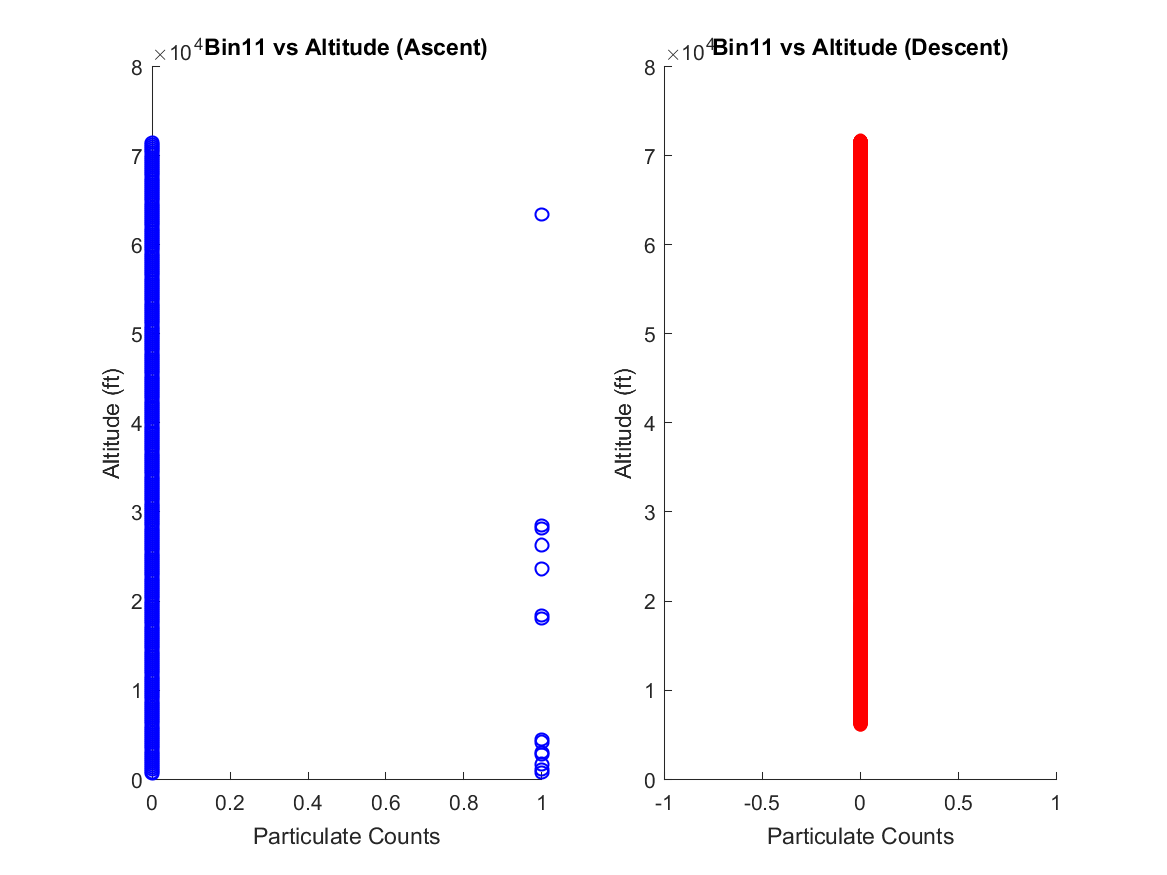 ×10⁴ Bin11 vs Altitude (Ascent)
8
7
6
5
4
3
2
1
0
Altitude (ft)
0 0.2 0.4 0.6 0.8 1
Particulate Counts
×10⁴ Bin11 vs Altitude (Descent)
8
7
6
5
4
3
2
1
0
Altitude (ft)
-1 -0.5 0 0.5 1
Particulate Counts